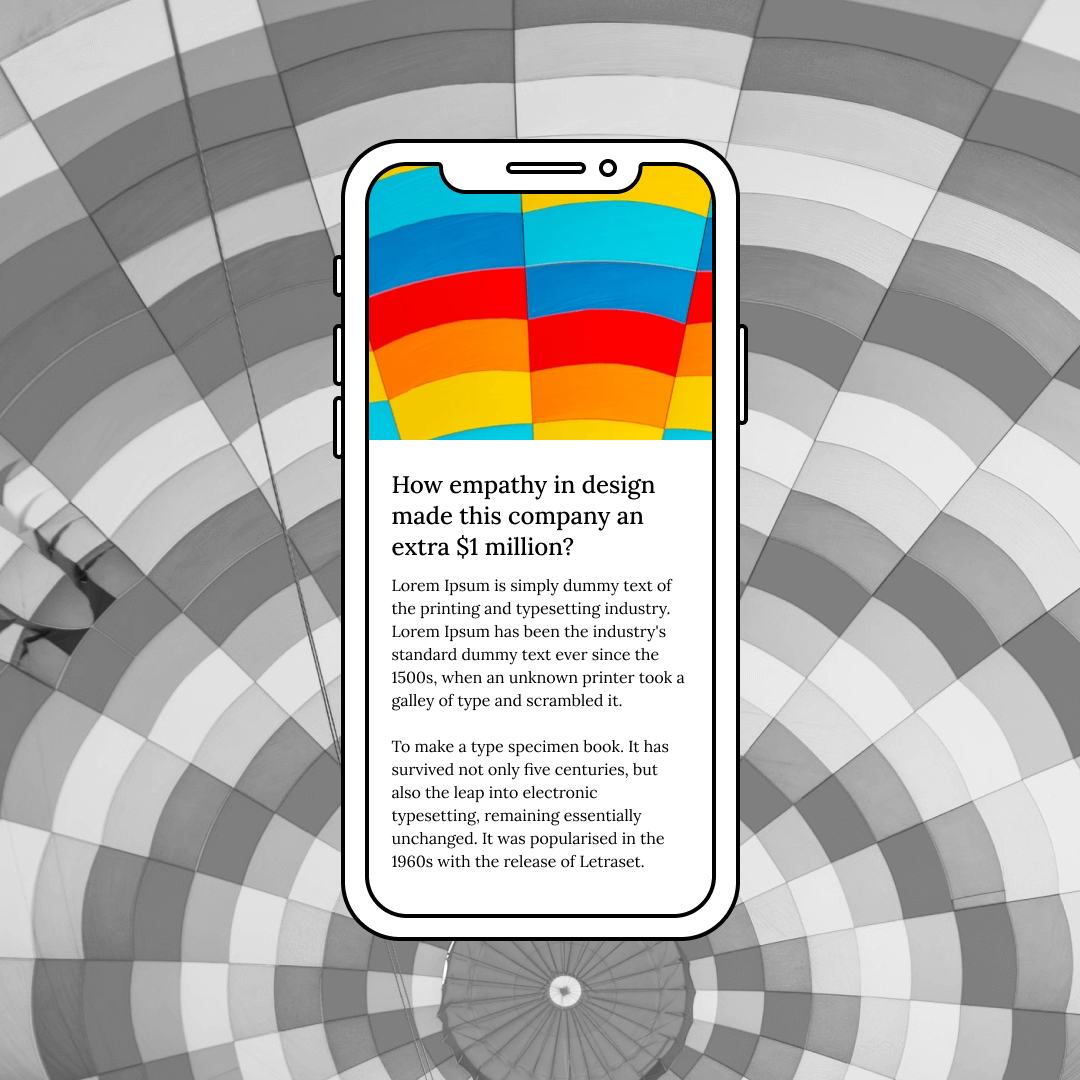 How empathy in design
made this company an
extra $1 million?
Lorem Ipsum is simply dummy text of
the printing and typesetting industry.
Lorem Ipsum has been the industry's
standard dummy text ever since the
1500s, when an unknown printer took a
galley of type and scrambled it.
To make a type specimen book. It has
survived not only five centuries, but
also the leap into electronic
typesetting, remaining essentially
unchanged. It was popularised in the
1960s with the release of Letraset.